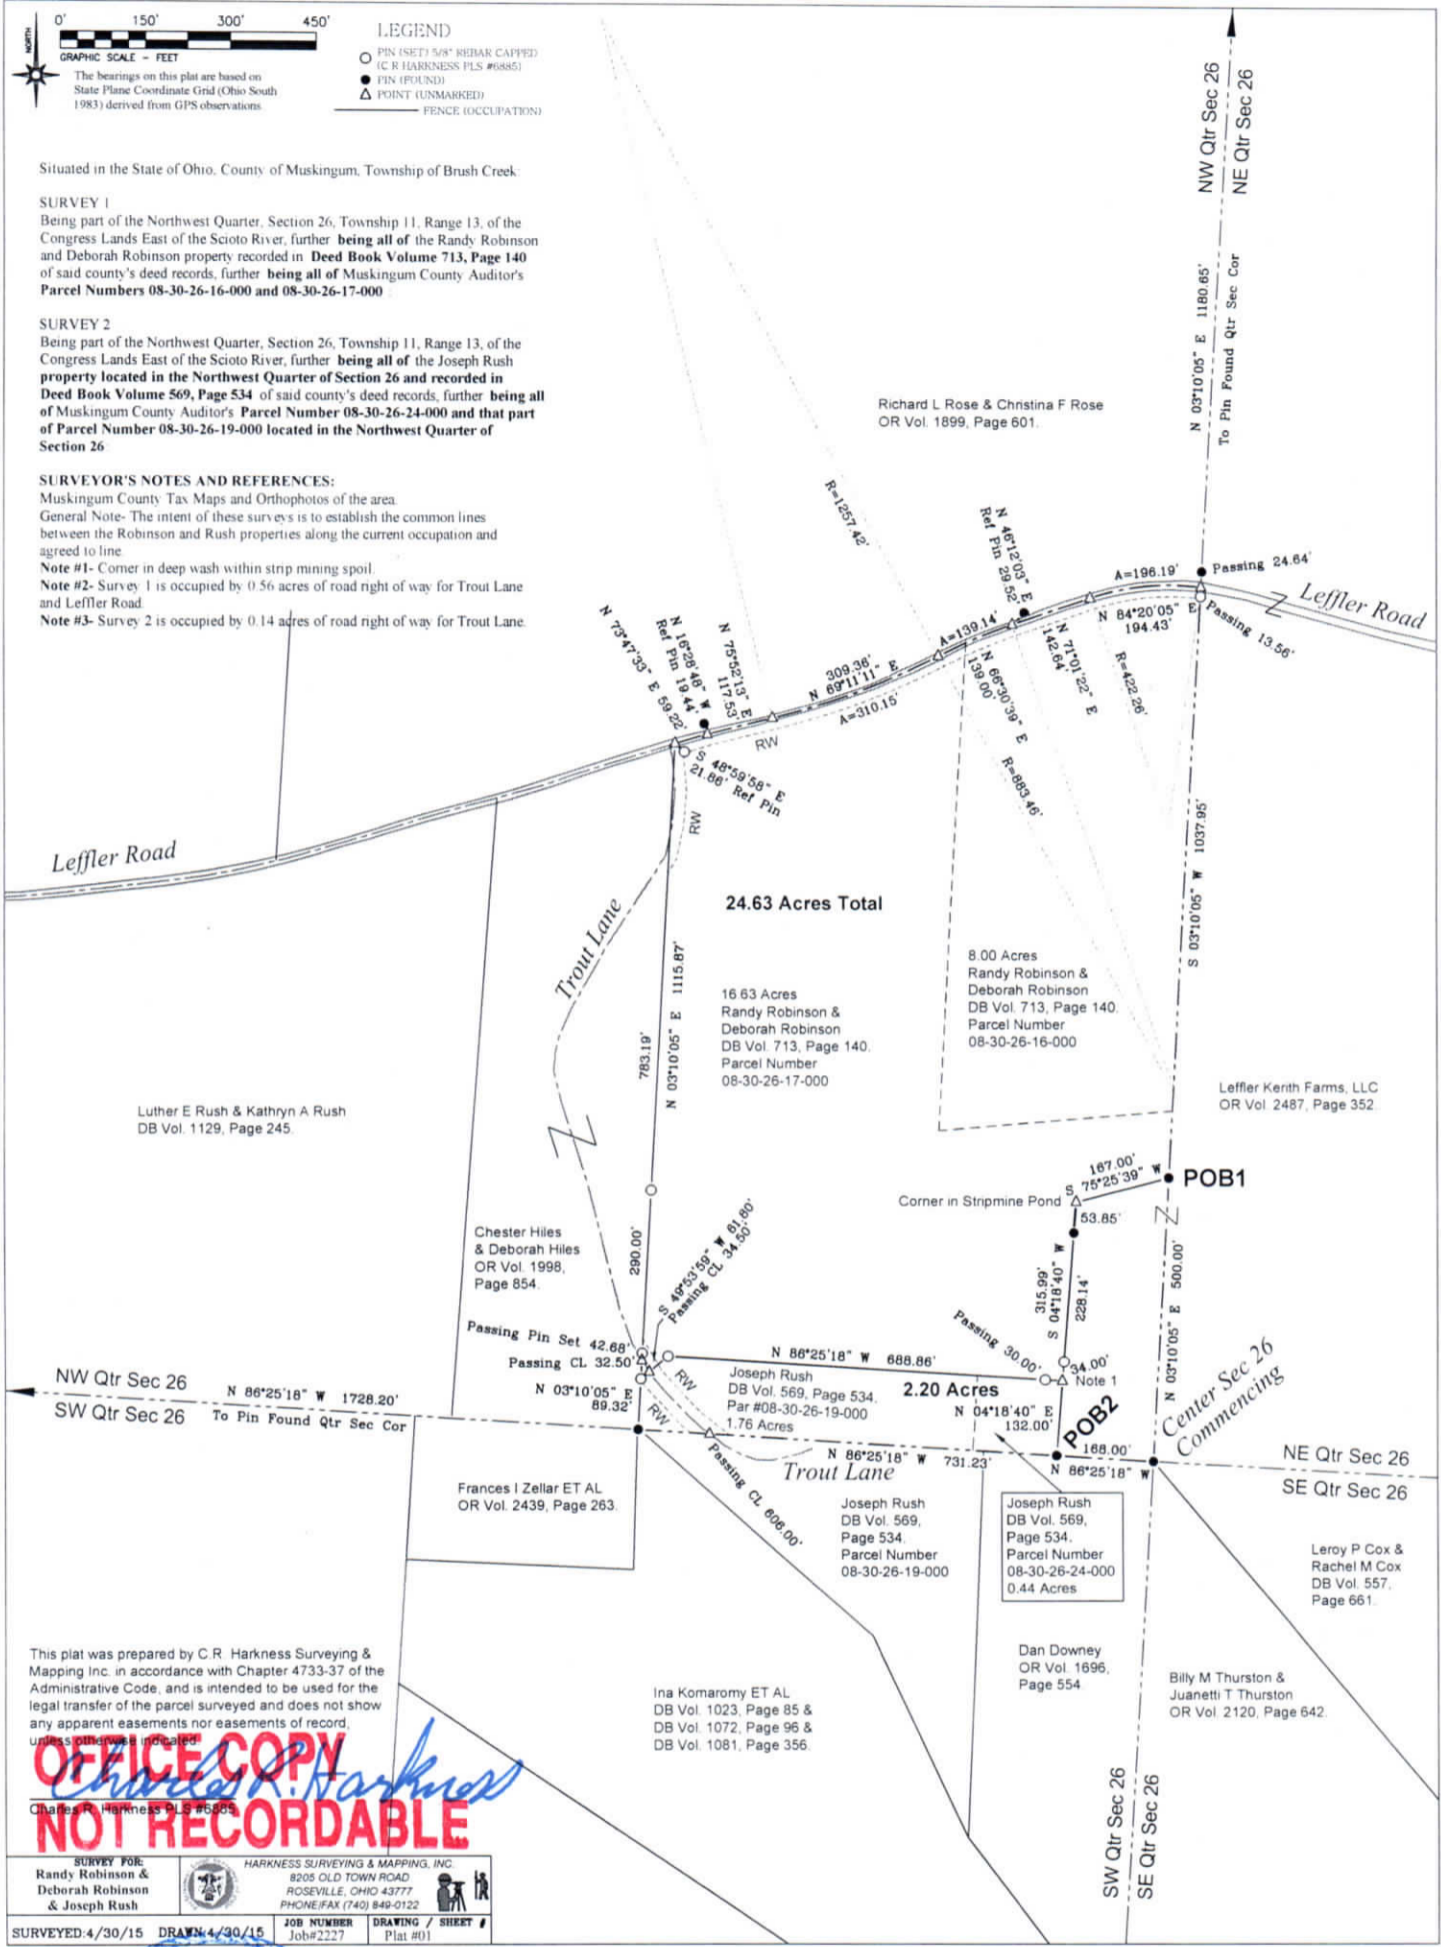 NORTH
0' 150' 300' 450'
GRAPHIC SCALE - FEET
The bearings on this plat are based on
State Plane Coordinate Grid (Ohio South
1983) derived from GPS observations
LEGEND
PIN (SET) 5/8" REBAR CAPPED
(C R HARKNESS PLS #6885)
PIN (FOUND)
POINT (UNMARKED)
FENCE (OCCUPATION)
Situated in the State of Ohio, County of Muskingum, Township of Brush Creek
SURVEY 1
Being part of the Northwest Quarter, Section 26, Township 11, Range 13, of the
Congress Lands East of the Scioto River, further being all of the Randy Robinson
and Deborah Robinson property recorded in Deed Book Volume 713, Page 140
of said county's deed records, further being all of Muskingum County Auditor's
Parcel Numbers 08-30-26-16-000 and 08-30-26-17-000
SURVEY 2
Being part of the Northwest Quarter, Section 26, Township 11, Range 13, of the
Congress Lands East of the Scioto River, further being all of the Joseph Rush
property located in the Northwest Quarter of Section 26 and recorded in
Deed Book Volume 569, Page 534 of said county's deed records, further being all
of Muskingum County Auditor's Parcel Number 08-30-26-24-000 and that part
of Parcel Number 08-30-26-19-000 located in the Northwest Quarter of
Section 26
SURVEYOR'S NOTES AND REFERENCES:
Muskingum County Tax Maps and Orthophotos of the area.
General Note- The intent of these surveys is to establish the common lines
between the Robinson and Rush properties along the current occupation and
agreed to line
Note #1- Corner in deep wash within strip mining spoil.
Note #2- Survey 1 is occupied by 0.56 acres of road right of way for Trout Lane
and Leffler Road.
Note #3- Survey 2 is occupied by 0.14 acres of road right of way for Trout Lane.
NW Qtr Sec 26
NE Qtr Sec 26
N 03°10'05" E 1180.65'
To Pin Found Qtr Sec Cor
Richard L Rose & Christina F Rose
OR Vol. 1899, Page 601.
R=1257.42'
N 46°12'03" E
Ref Pin 29.52'
A=196.19'
Passing 24.64'
Leffler Road
N 84°20'05" E
194.43'
Passing 13.56'
A=139.14'
N 71°01'22" E
142.64'
R=422.26'
N 66°30'39" E
139.00'
R=883.46'
309.36'
N 69°11'11" E
A=310.15'
N 75°52'13" E
117.53'
N 16°28'48" W
Ref Pin 19.44'
N 73°47'33" E 59.22'
RW
S 48°59'58" E
21.86' Ref Pin
RW
Leffler Road
Trout Lane
24.63 Acres Total
S 03°10'05" W 1037.95'
N 03°10'05" E 1115.87'
783.19'
16.63 Acres
Randy Robinson &
Deborah Robinson
DB Vol. 713, Page 140.
Parcel Number
08-30-26-17-000
8.00 Acres
Randy Robinson &
Deborah Robinson
DB Vol. 713, Page 140.
Parcel Number
08-30-26-16-000
Luther E Rush & Kathryn A Rush
DB Vol. 1129, Page 245.
Leffler Kerith Farms, LLC
OR Vol. 2487, Page 352.
167.00'
S 75°25'39" W
POB1
Corner in Stripmine Pond
53.85'
Chester Hiles
& Deborah Hiles
OR Vol. 1998,
Page 854.
290.00'
S 49°53'59" W 61.80'
Passing CL 34.50'
315.99'
S 04°18'40" W
228.14'
N 03°10'05" E 500.00'
Passing Pin Set 42.68'
Passing CL 32.50'
N 03°10'05" E
89.32'
N 86°25'18" W 688.86'
Passing 30.00'
34.00'
Note 1
RW
RW
Joseph Rush
DB Vol. 569, Page 534.
Par #08-30-26-19-000
1.76 Acres
2.20 Acres
N 04°18'40" E
132.00'
POB2
Center Sec 26
Commencing
NW Qtr Sec 26
SW Qtr Sec 26
N 86°25'18" W 1728.20'
To Pin Found Qtr Sec Cor
N 86°25'18" W 731.23'
168.00'
N 86°25'18" W
NE Qtr Sec 26
SE Qtr Sec 26
Passing CL 606.00'
Trout Lane
Frances I Zellar ET AL
OR Vol. 2439, Page 263.
Joseph Rush
DB Vol. 569,
Page 534.
Parcel Number
08-30-26-19-000
Joseph Rush
DB Vol. 569,
Page 534.
Parcel Number
08-30-26-24-000
0.44 Acres
Leroy P Cox &
Rachel M Cox
DB Vol. 557,
Page 661.
Dan Downey
OR Vol. 1696,
Page 554
Billy M Thurston &
Juanetti T Thurston
OR Vol. 2120, Page 642.
Ina Komaromy ET AL
DB Vol. 1023, Page 85 &
DB Vol. 1072, Page 96 &
DB Vol. 1081, Page 356.
SW Qtr Sec 26
SE Qtr Sec 26
This plat was prepared by C.R. Harkness Surveying &
Mapping Inc. in accordance with Chapter 4733-37 of the
Administrative Code, and is intended to be used for the
legal transfer of the parcel surveyed and does not show
any apparent easements nor easements of record,
unless otherwise indicated
OFFICE COPY
Charles R. Harkness
Charles R. Harkness PLS #6885
NOT RECORDABLE
SURVEY FOR:
Randy Robinson &
Deborah Robinson
& Joseph Rush
HARKNESS SURVEYING & MAPPING, INC.
8205 OLD TOWN ROAD
ROSEVILLE, OHIO 43777
PHONE/FAX (740) 849-0122
SURVEYED:4/30/15 DRAWN:4/30/15
JOB NUMBER
Job#2227
DRAWING / SHEET #
Plat #01